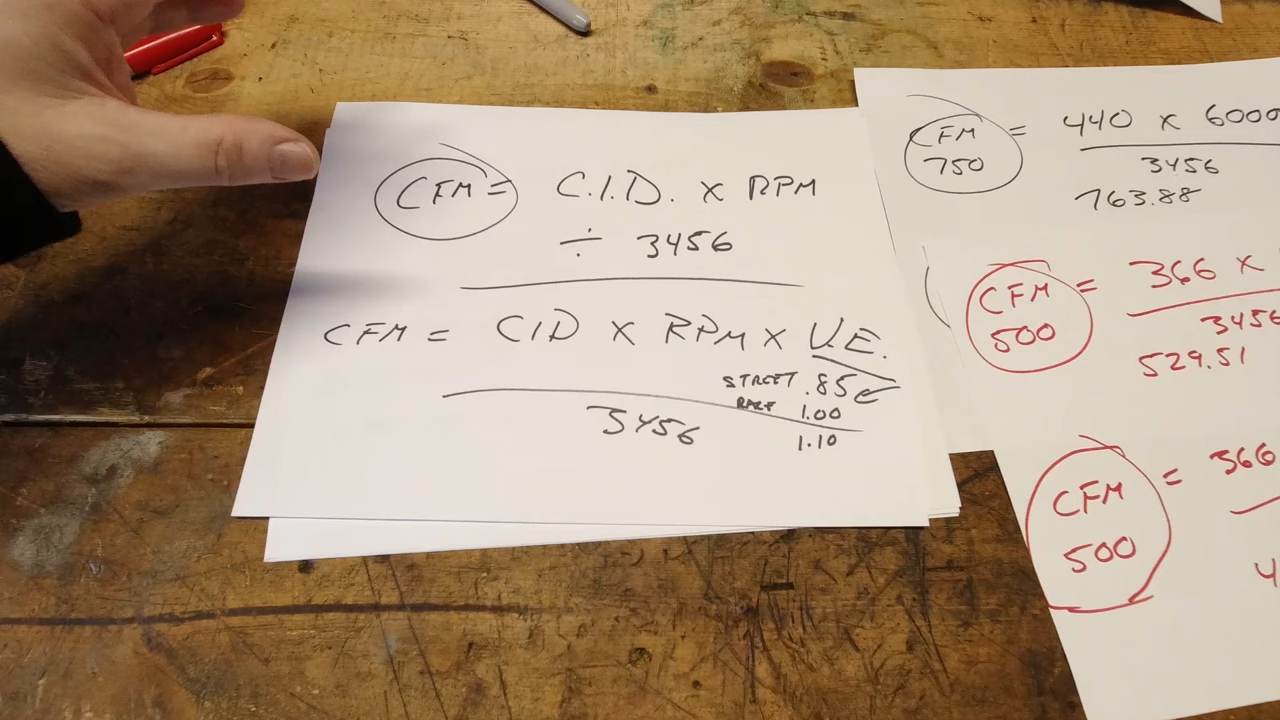 CFM = C.I.D. x RPM
÷ 3456
CFM = CID X RPM X V.E.
STREET .85
RACE 1.00
3456
1.10
CFM = 440 x 6000
750
3456
763.88
CFM = 366 x
500
3456
529.51
CFM = 366
500
4